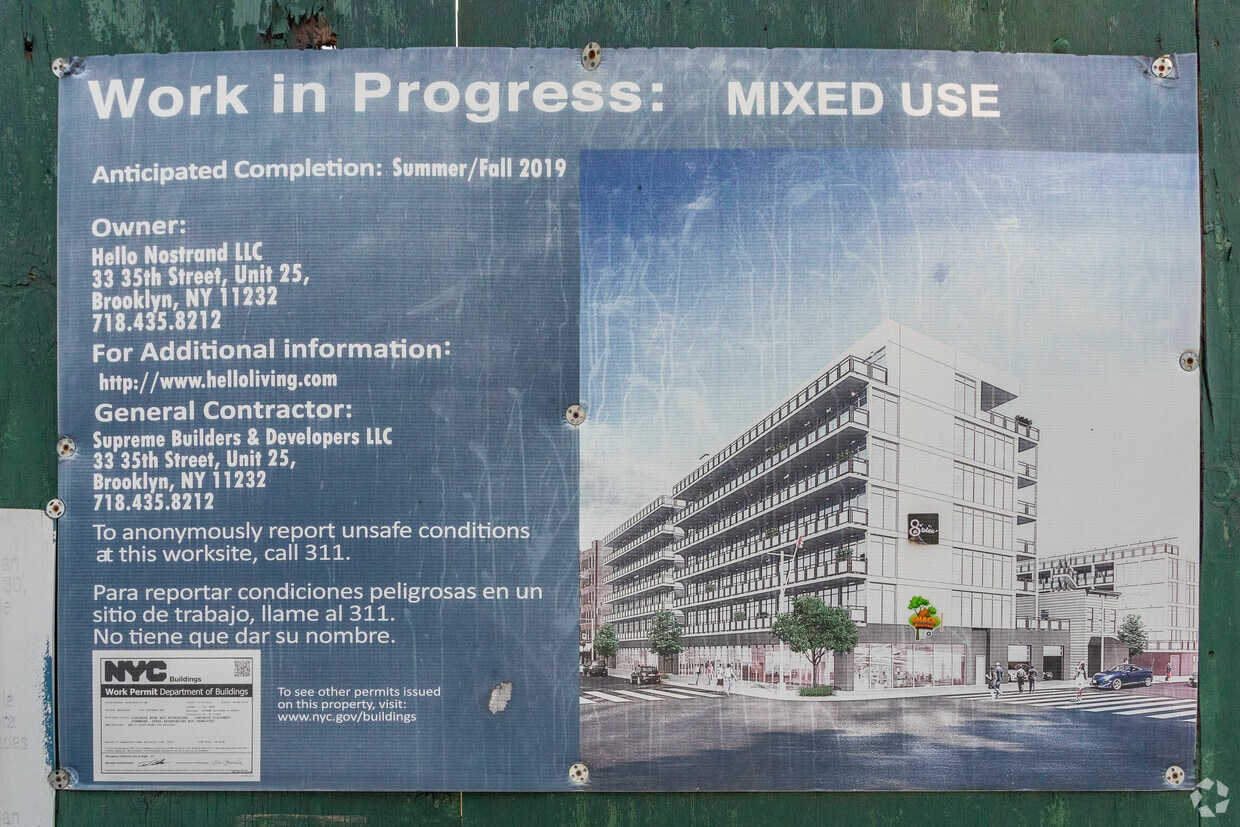 Work in Progress: MIXED USE
Anticipated Completion: Summer/Fall 2019
Owner:
Hello Nostrand LLC
33 35th Street, Unit 25,
Brooklyn, NY 11232
718.435.8212
For Additional information:
http://www.helloliving.com
General Contractor:
Supreme Builders & Developers LLC
33 35th Street, Unit 25,
Brooklyn, NY 11232
718.435.8212
To anonymously report unsafe conditions
at this worksite, call 311.
Para reportar condiciones peligrosas en un
sitio de trabajo, llame al 311.
No tiene que dar su nombre.
NYC Buildings
Work Permit Department of Buildings
To see other permits issued
on this property, visit:
www.nyc.gov/buildings